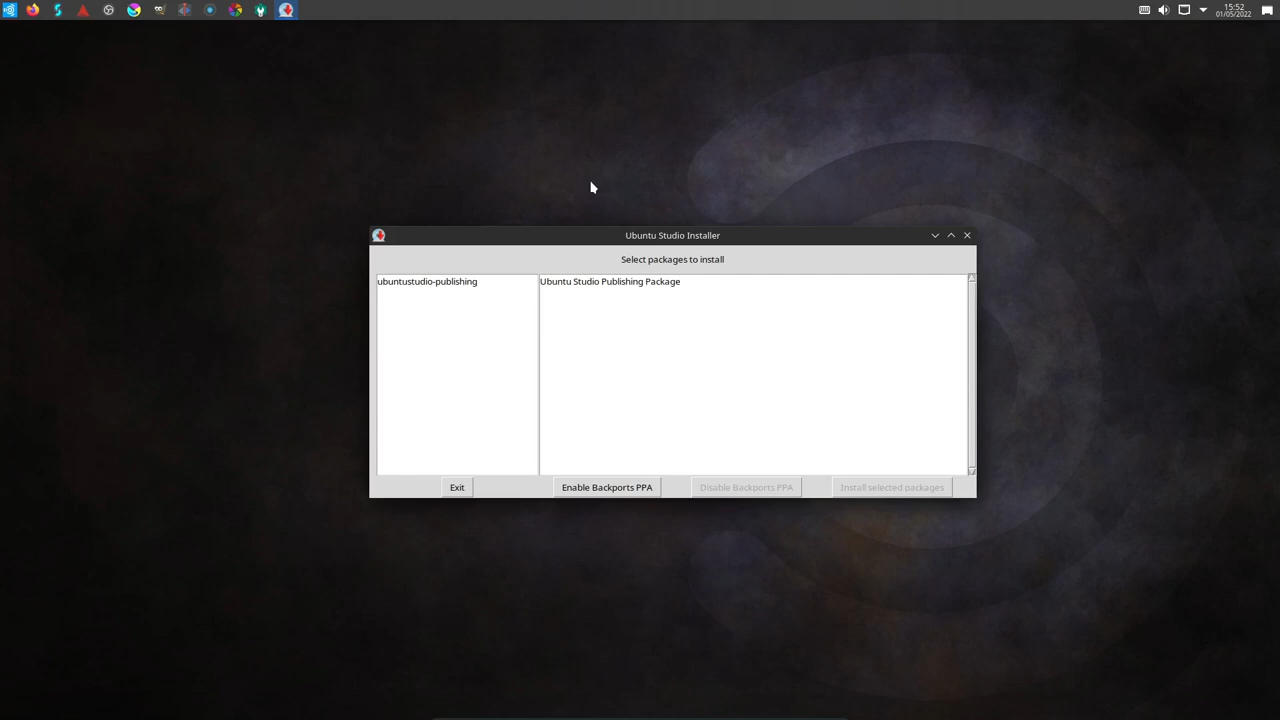 15:52
01/05/2022
Ubuntu Studio Installer
Select packages to install
ubuntustudio-publishing Ubuntu Studio Publishing Package
Exit Enable Backports PPA Disable Backports PPA Install selected packages